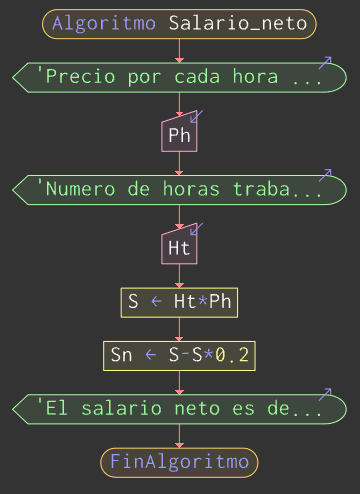 Algoritmo Salario_neto
'Precio por cada hora ...
Ph
'Numero de horas traba...
Ht
S ← Ht*Ph
Sn ← S-S*0.2
'El salario neto es de...
FinAlgoritmo